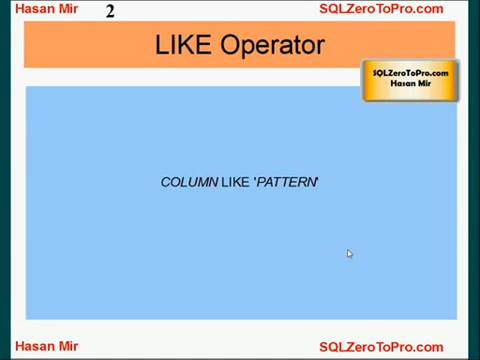 Hasan Mir
2
SQLZeroToPro.com
LIKE Operator
SQLZeroToPro.com
Hasan Mir
COLUMN LIKE 'PATTERN'
Hasan Mir
SQLZeroToPro.com